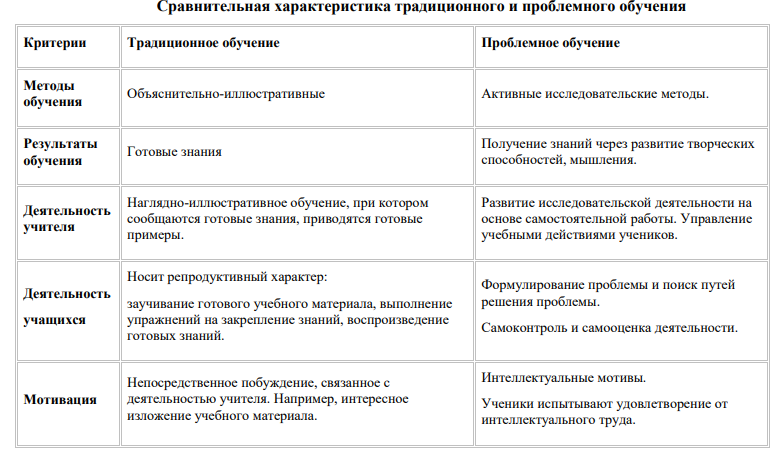 Сравнительная характеристика традиционного и проблемного обучения
Критерии
Традиционное обучение
Проблемное обучение
Методы
обучения
Объяснительно-иллюстративные
Активные исследовательские методы.
Результаты
обучения
Готовые знания
Получение знаний через развитие творческих
способностей, мышления.
Деятельность
учителя
Наглядно-иллюстративное обучение, при котором
сообщаются готовые знания, приводятся готовые
примеры.
Развитие исследовательской деятельности на
основе самостоятельной работы. Управление
учебными действиями учеников.
Деятельность
учащихся
Носит репродуктивный характер:
заучивание готового учебного материала, выполнение
упражнений на закрепление знаний, воспроизведение
готовых знаний.
Формулирование проблемы и поиск путей
решения проблемы.
Самоконтроль и самооценка деятельности.
Мотивация
Непосредственное побуждение, связанное с
деятельностью учителя. Например, интересное
изложение учебного материала.
Интеллектуальные мотивы.
Ученики испытывают удовлетворение от
интеллектуального труда.